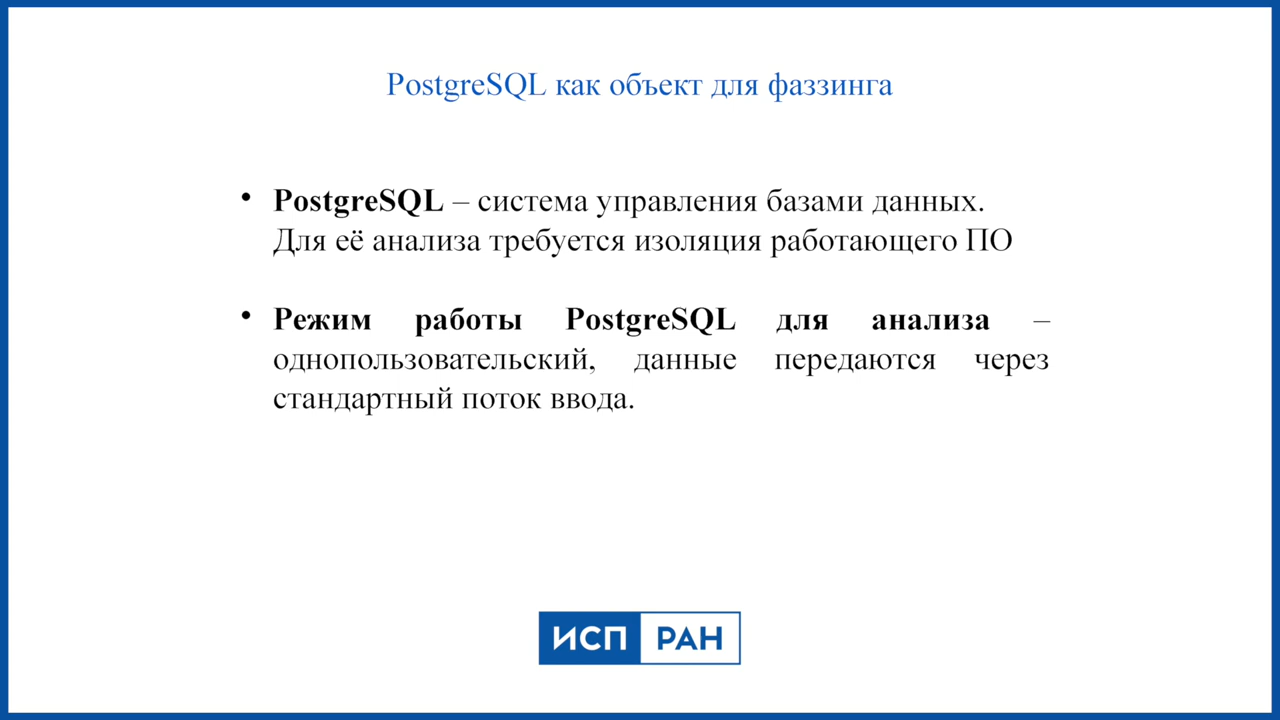 PostgreSQL как объект для фаззинга
• PostgreSQL – система управления базами данных.
Для её анализа требуется изоляция работающего ПО
• Режим работы PostgreSQL для анализа –
однопользовательский, данные передаются через
стандартный поток ввода.
ИСП РАН